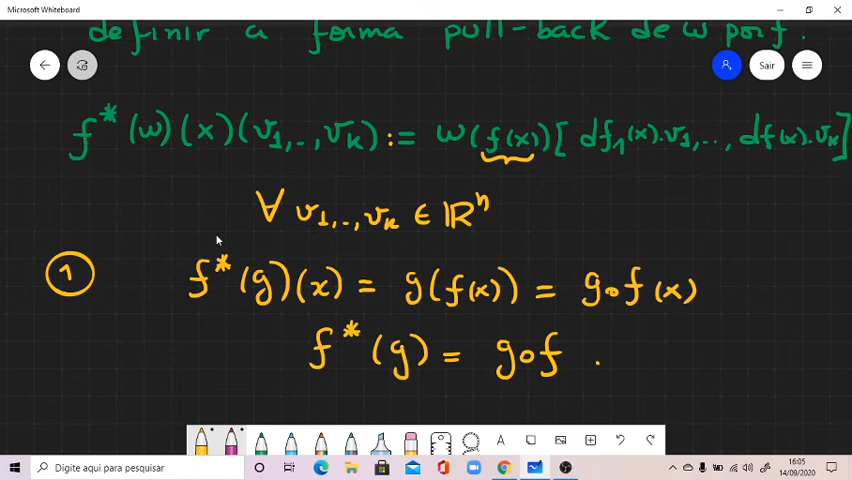 Microsoft Whiteboard
definir a forma pull-back de w por f.
Sair
f*(w)(x)(v₁,..,vₖ) := w(f(x))[df₁(x).v₁,..,df(x).vₖ]
∀ v₁,..,vₖ ∈ ℝⁿ
① f*(g)(x) = g(f(x)) = g∘f(x)
f*(g) = g∘f .
Digite aqui para pesquisar
16:05
14/09/2020